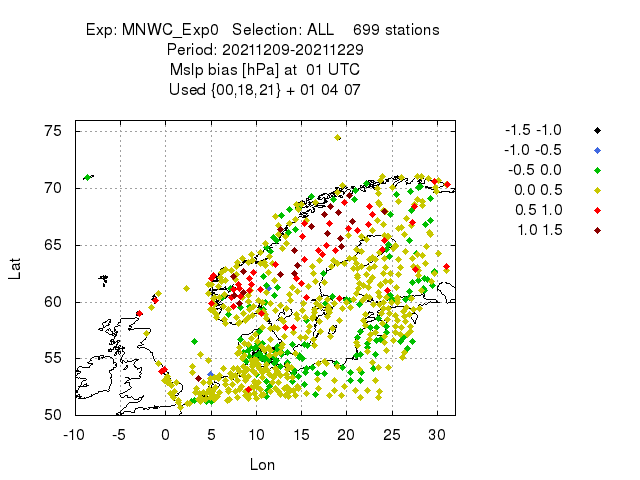 Exp: MNWC_Exp0 Selection: ALL 699 stations
Period: 20211209-20211229
Mslp bias [hPa] at 01 UTC
Used {00,18,21} + 01 04 07
-1.5 -1.0
-1.0 -0.5
-0.5 0.0
0.0 0.5
0.5 1.0
1.0 1.5
Lat
75
70
65
60
55
50
-10 -5 0 5 10 15 20 25 30
Lon